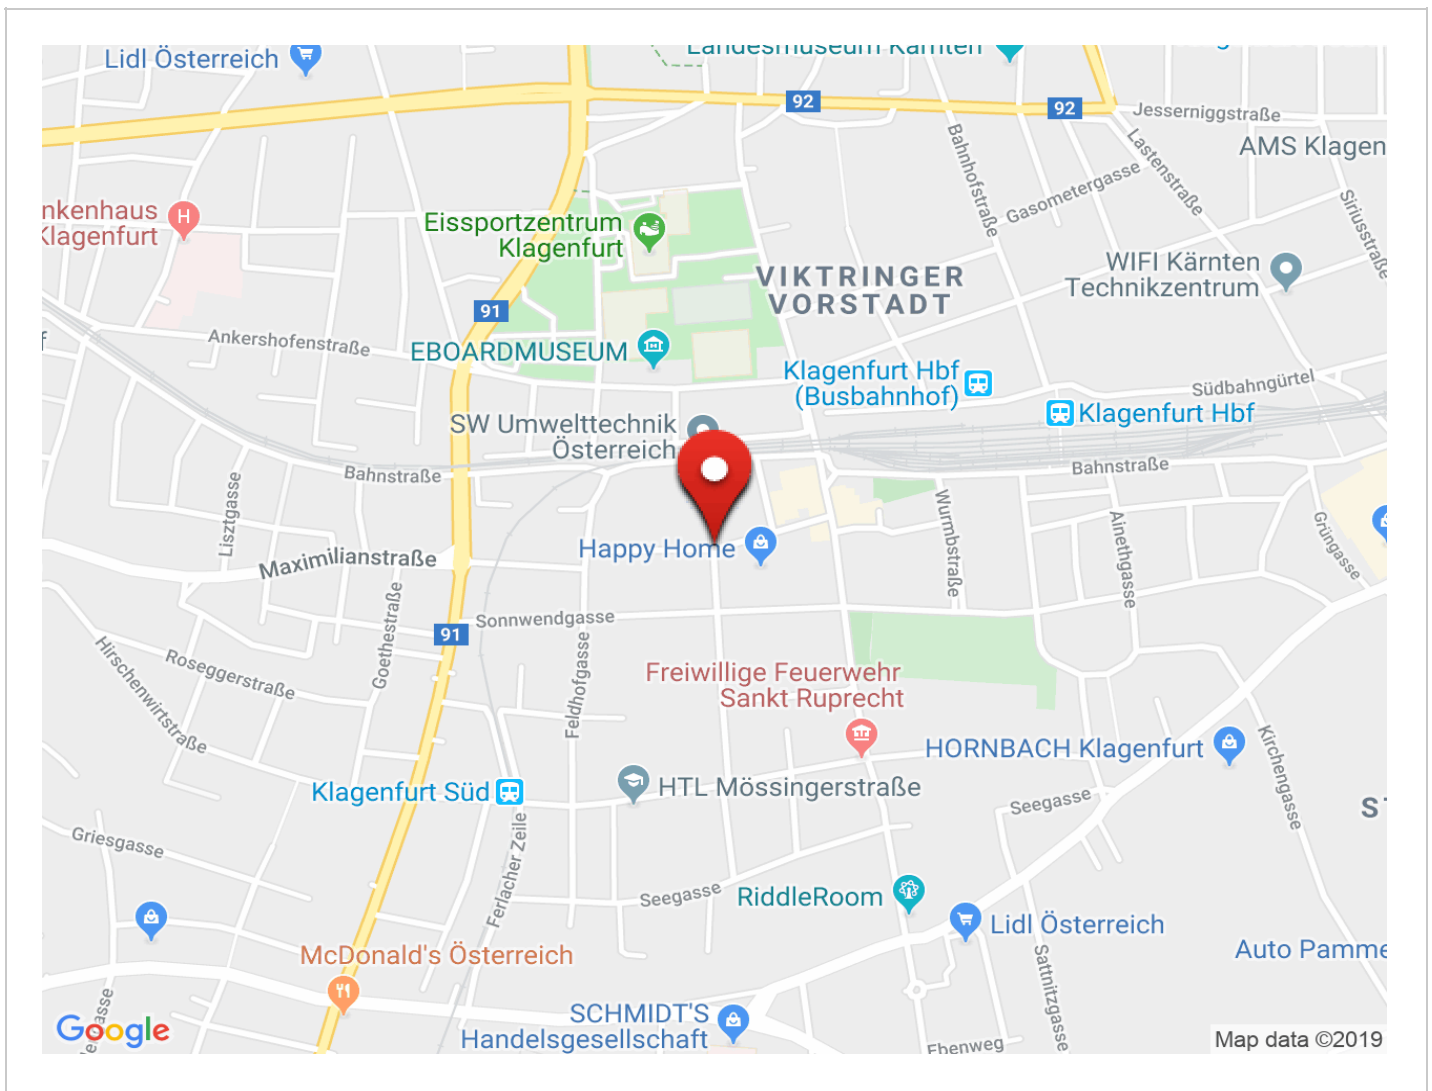 Lidl Österreich
Landesmuseum Kärnten
92
92
Jesserniggstraße
AMS Klagen
Lastenstraße
Bahnhofstraße
Gasometergasse
Siriusstraße
nkenhaus
Klagenfurt
H
Eissportzentrum
Klagenfurt
VIKTRINGER
VORSTADT
WIFI Kärnten
Technikzentrum
91
Ankershofenstraße
f
EBOARDMUSEUM
Klagenfurt Hbf
(Busbahnhof)
Südbahngürtel
Klagenfurt Hbf
SW Umwelttechnik
Österreich
Bahnstraße
Bahnstraße
Lisztgasse
Wurmbstraße
Ainethgasse
Grüngasse
Maximilianstraße
Happy Home
Goethestraße
Sonnwendgasse
91
Hirschenwirtstraße
Roseggerstraße
Feldhofgasse
Freiwillige Feuerwehr
Sankt Ruprecht
HORNBACH Klagenfurt
Kirchengasse
Klagenfurt Süd
HTL Mössingerstraße
Seegasse
ST
Griesgasse
Ferlacher Zeile
Seegasse
RiddleRoom
Lidl Österreich
Sattnitzgasse
Auto Pamme
McDonald's Österreich
SCHMIDT'S
Handelsgesellschaft
Ebenweg
Google
Map data ©2019